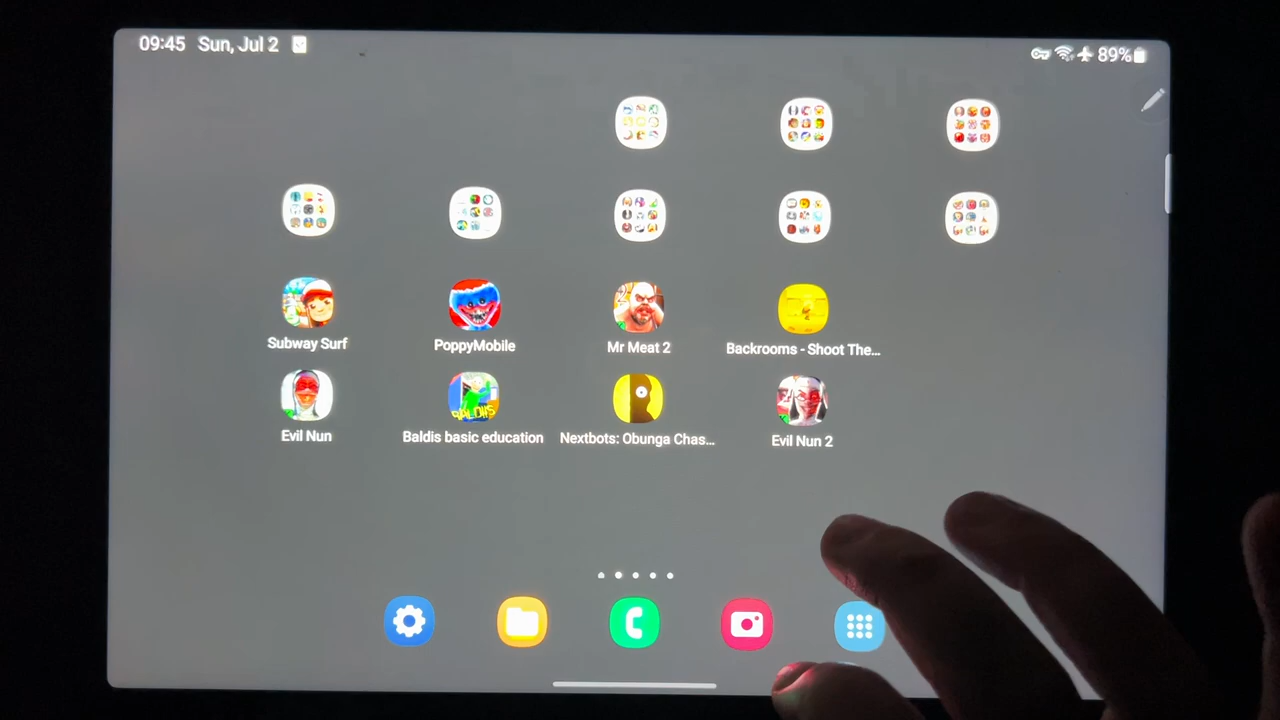 09:45 Sun, Jul 2
89%
Subway Surf
PoppyMobile
Mr Meat 2
Backrooms - Shoot The...
Evil Nun
BALDI'S
Baldis basic education
Nextbots: Obunga Chas...
Evil Nun 2